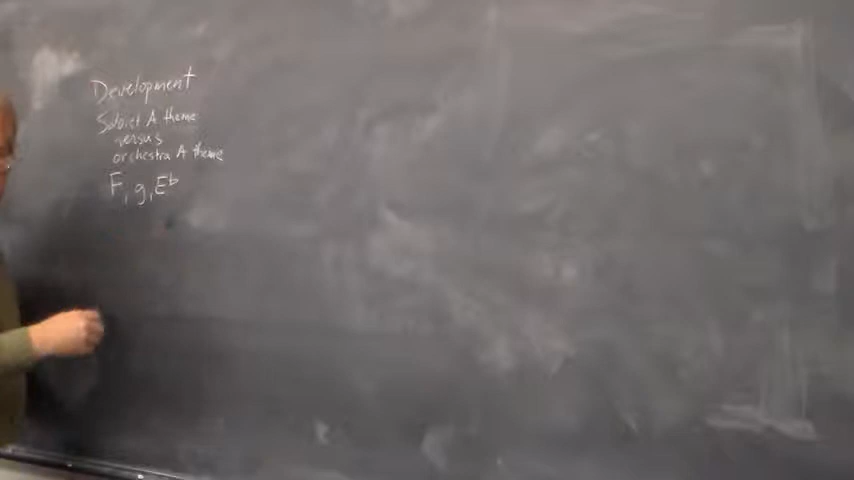 Development
Soloist A theme
versus
orchestra A theme
F, g, E♭